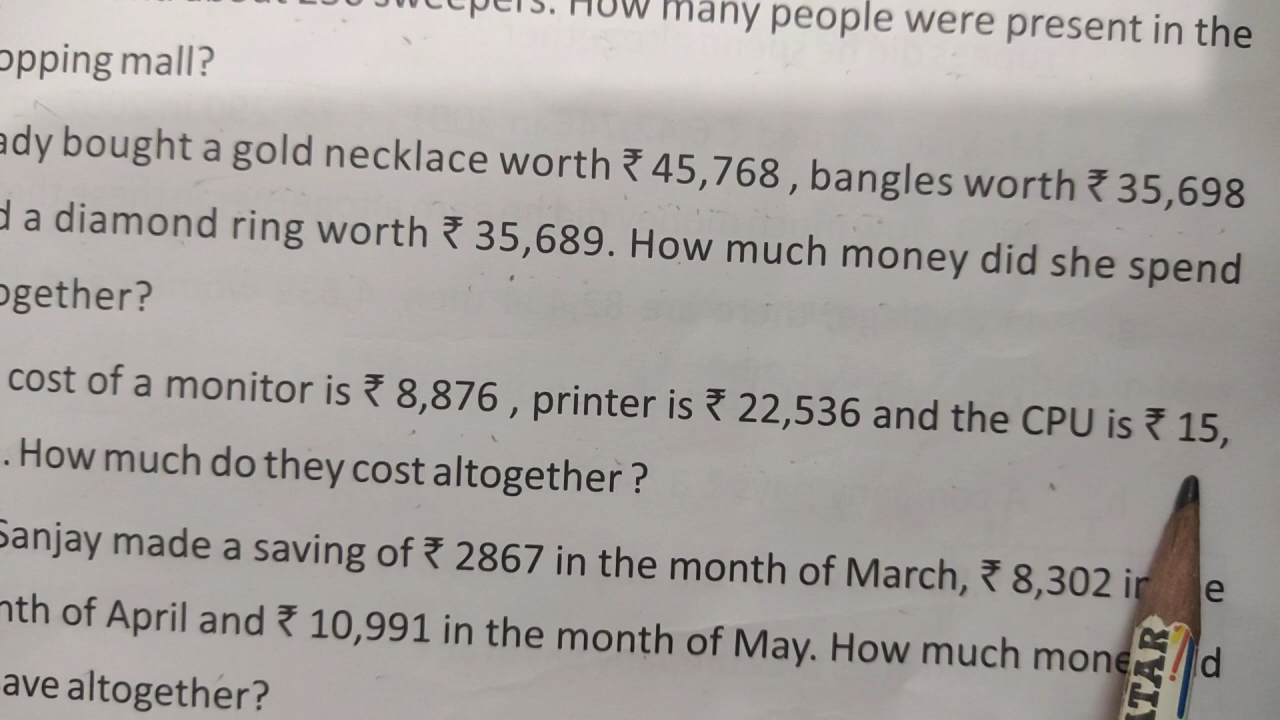 sweepers. How many people were present in the
opping mall?
ady bought a gold necklace worth ₹ 45,768 , bangles worth ₹ 35,698
d a diamond ring worth ₹ 35,689. How much money did she spend
ogether?
cost of a monitor is ₹ 8,876 , printer is ₹ 22,536 and the CPU is ₹ 15,
. How much do they cost altogether ?
Sanjay made a saving of ₹ 2867 in the month of March, ₹ 8,302 in e
nth of April and ₹ 10,991 in the month of May. How much mone d
ave altogether?
TAR